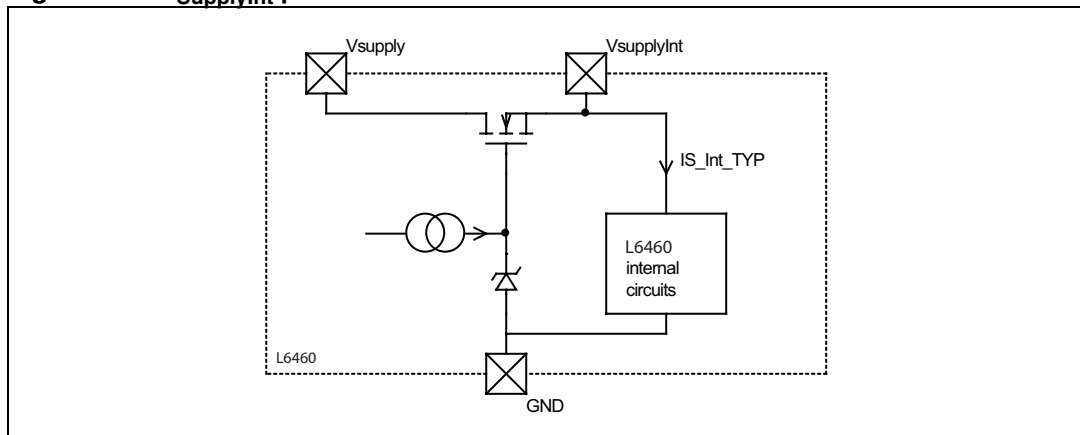 SupplyInt
Vsupply
VsupplyInt
IS_Int_TYP
L6460
internal
circuits
L6460
GND